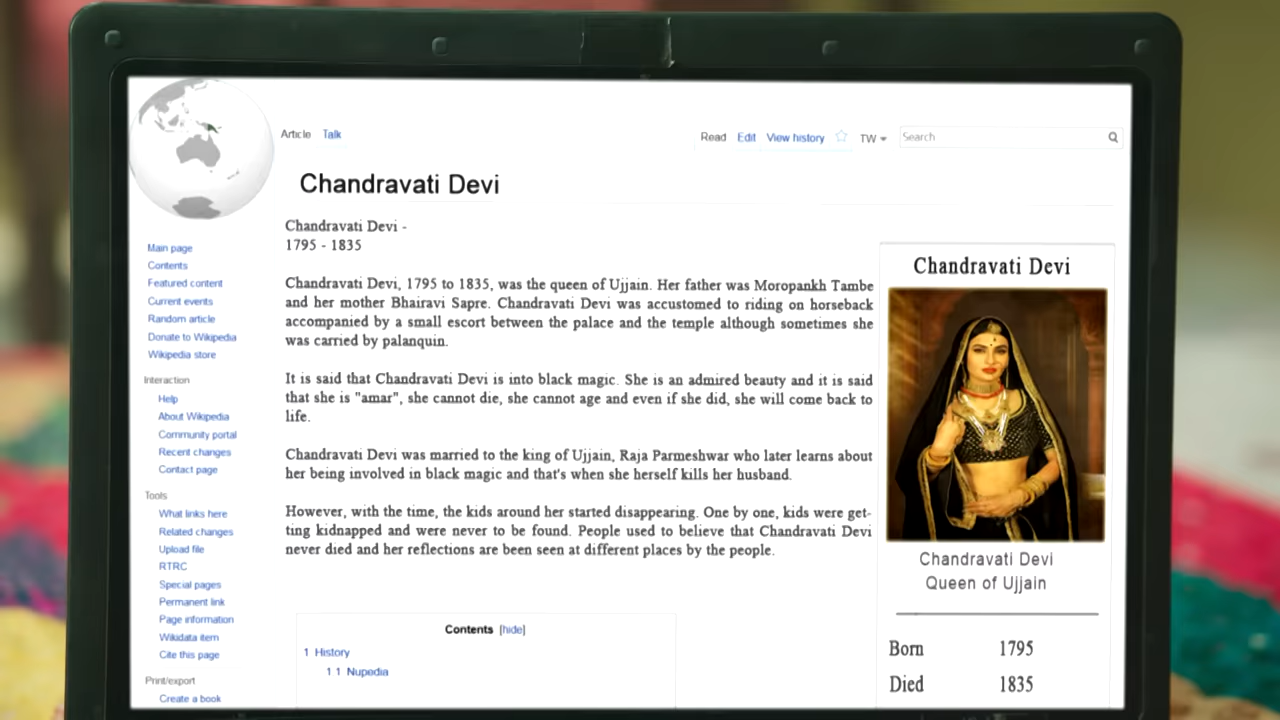 Article Talk
Read Edit View history TW Search
Chandravati Devi
Main page
Contents
Featured content
Current events
Random article
Donate to Wikipedia
Wikipedia store
Interaction
Help
About Wikipedia
Community portal
Recent changes
Contact page
Tools
What links here
Related changes
Upload file
RTRC
Special pages
Permanent link
Page information
Wikidata item
Cite this page
Print/export
Create a book
Chandravati Devi -
1795 - 1835
Chandravati Devi, 1795 to 1835, was the queen of Ujjain. Her father was Moropankh Tambe
and her mother Bhairavi Sapre. Chandravati Devi was accustomed to riding on horseback
accompanied by a small escort between the palace and the temple although sometimes she
was carried by palanquin.
It is said that Chandravati Devi is into black magic. She is an admired beauty and it is said
that she is "amar", she cannot die, she cannot age and even if she did, she will come back to
life.
Chandravati Devi was married to the king of Ujjain, Raja Parmeshwar who later learns about
her being involved in black magic and that's when she herself kills her husband.
However, with the time, the kids around her started disappearing. One by one, kids were get-
ting kidnapped and were never to be found. People used to believe that Chandravati Devi
never died and her reflections are been seen at different places by the people.
Contents [hide]
1 History
1 1 Nupedia
Chandravati Devi
Chandravati Devi
Queen of Ujjain
Born 1795
Died 1835